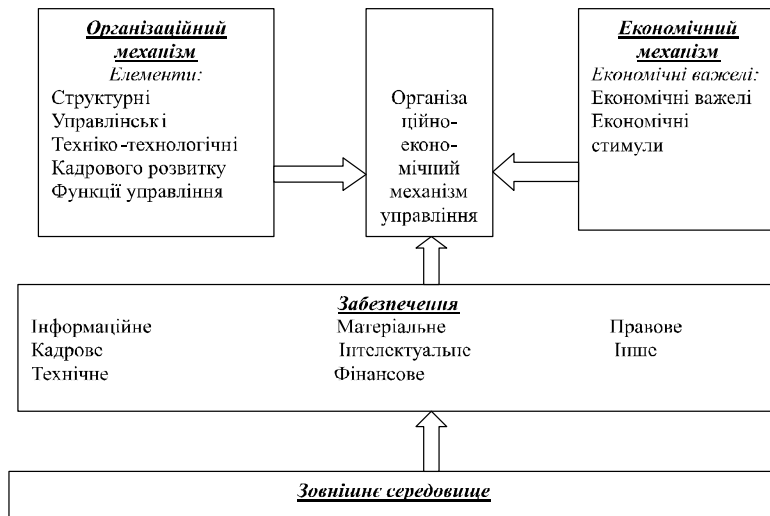 Організаційний
механізм
Елементи:
Структурні
Управлінські
Техніко-технологічні
Кадрового розвитку
Функції управління
Організа
ційно-
еконо-
мічний
механізм
управління
Економічний
механізм
Економічні важелі:
Економічні важелі
Економічні
стимули
Забезпечення
Інформаційне Матеріальне Правове
Кадрове Інтелектуальне Інше
Технічне Фінансове
Зовнішнє середовище